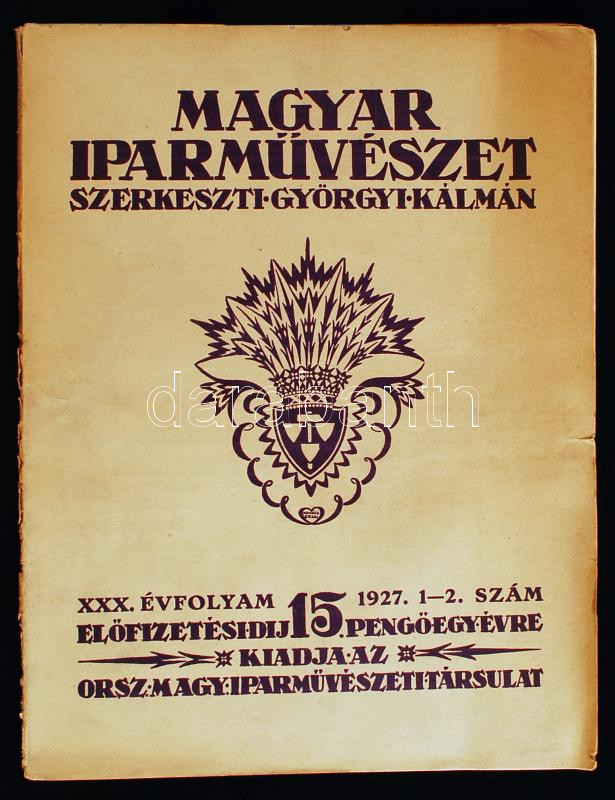 MAGYAR
IPARMŰVÉSZET
SZERKESZTI·GYÖRGYI·KÁLMÁN
darabanth
XXX. ÉVFOLYAM 15. 1927. 1—2. SZÁM
ELŐFIZETÉSI·DIJ PENGŐ·EGY·ÉVRE
KIADJA·AZ
ORSZ·MAGY·IPARMŰVÉSZETI·TÁRSULAT